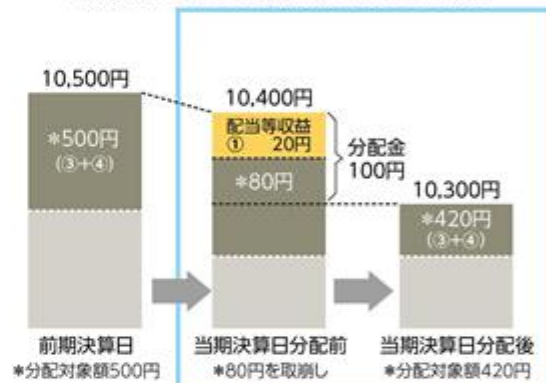 10,500円
*500円
(③+④)
前期決算日
*分配対象額500円
10,400円
配当等収益
① 20円
*80円
分配金
100円
当期決算日分配前
*80円を取崩し
10,300円
*420円
(③+④)
当期決算日分配後
*分配対象額420円